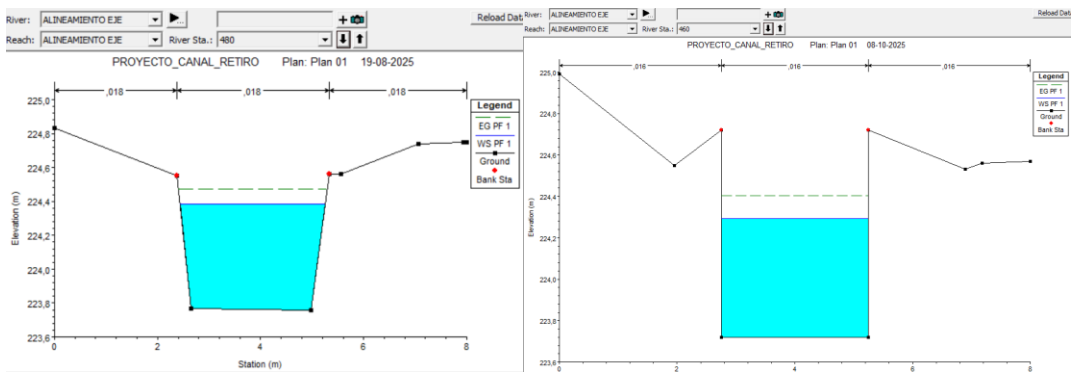 River: ALINEAMIENTO EJE
Reload Data
Reach: ALINEAMIENTO EJE River Sta.: 480
PROYECTO_CANAL_RETIRO Plan: Plan 01 19-08-2025
,018 ,018 ,018
Legend
EG PF 1
WS PF 1
Ground
Bank Sta
Elevation (m)
225,0
224,8
224,6
224,4
224,2
224,0
223,8
223,6
0 2 4 6 8
Station (m)
River: ALINEAMIENTO EJE
Reload Data
Reach: ALINEAMIENTO EJE River Sta.: 460
PROYECTO_CANAL_RETIRO Plan: Plan 01 08-10-2025
,016 ,016 ,016
Legend
EG PF 1
WS PF 1
Ground
Bank Sta
Elevation (m)
225,0
224,8
224,6
224,4
224,2
224,0
223,8
223,6
0 2 4 6 8